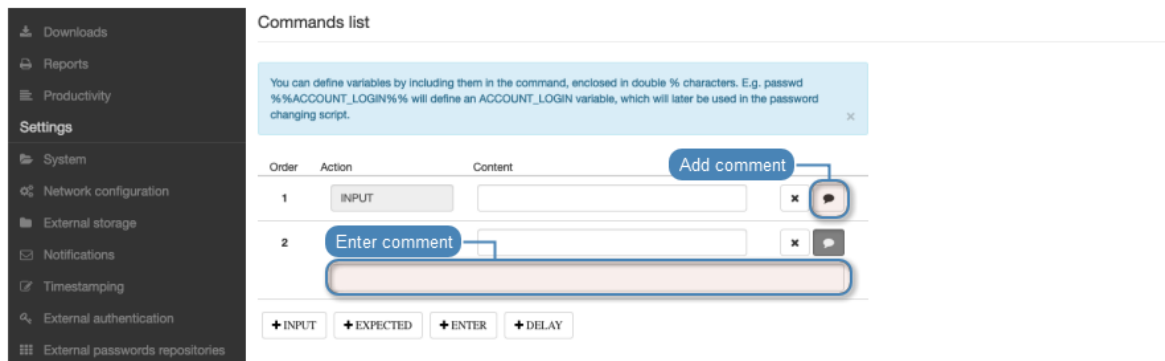 Downloads
Reports
Productivity
Settings
System
Network configuration
External storage
Notifications
Timestamping
External authentication
External passwords repositories
Commands list
You can define variables by including them in the command, enclosed in double % characters. E.g. passwd
%%ACCOUNT_LOGIN%% will define an ACCOUNT_LOGIN variable, which will later be used in the password
changing script.
×
Order Action Content
Add comment
1 INPUT
2 Enter comment
+INPUT +EXPECTED +ENTER +DELAY